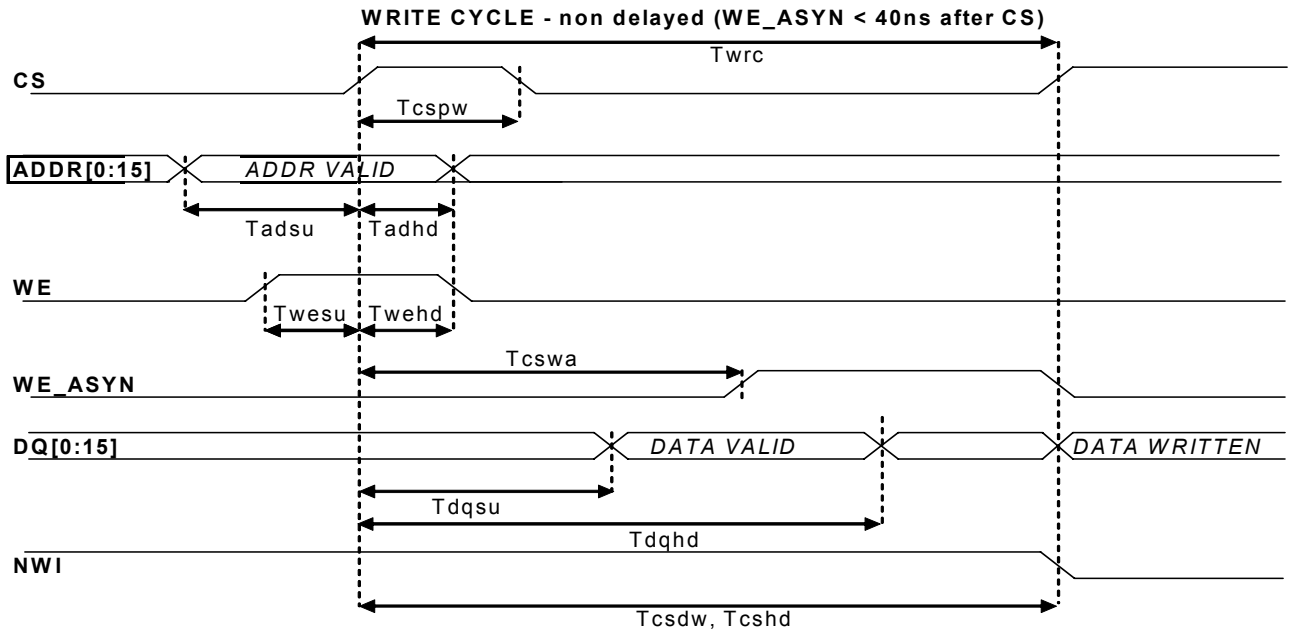 WRITE CYCLE - non delayed (WE_ASYN < 40ns after CS)
Twrc
CS
Tcspw
ADDR[0:15] ADDR VALID
Tadsu Tadhd
WE
Twesu Twehd
Tcswa
WE_ASYN
DQ[0:15] DATA VALID DATA WRITTEN
Tdqsu
Tdqhd
NWI
Tcsdw, Tcshd